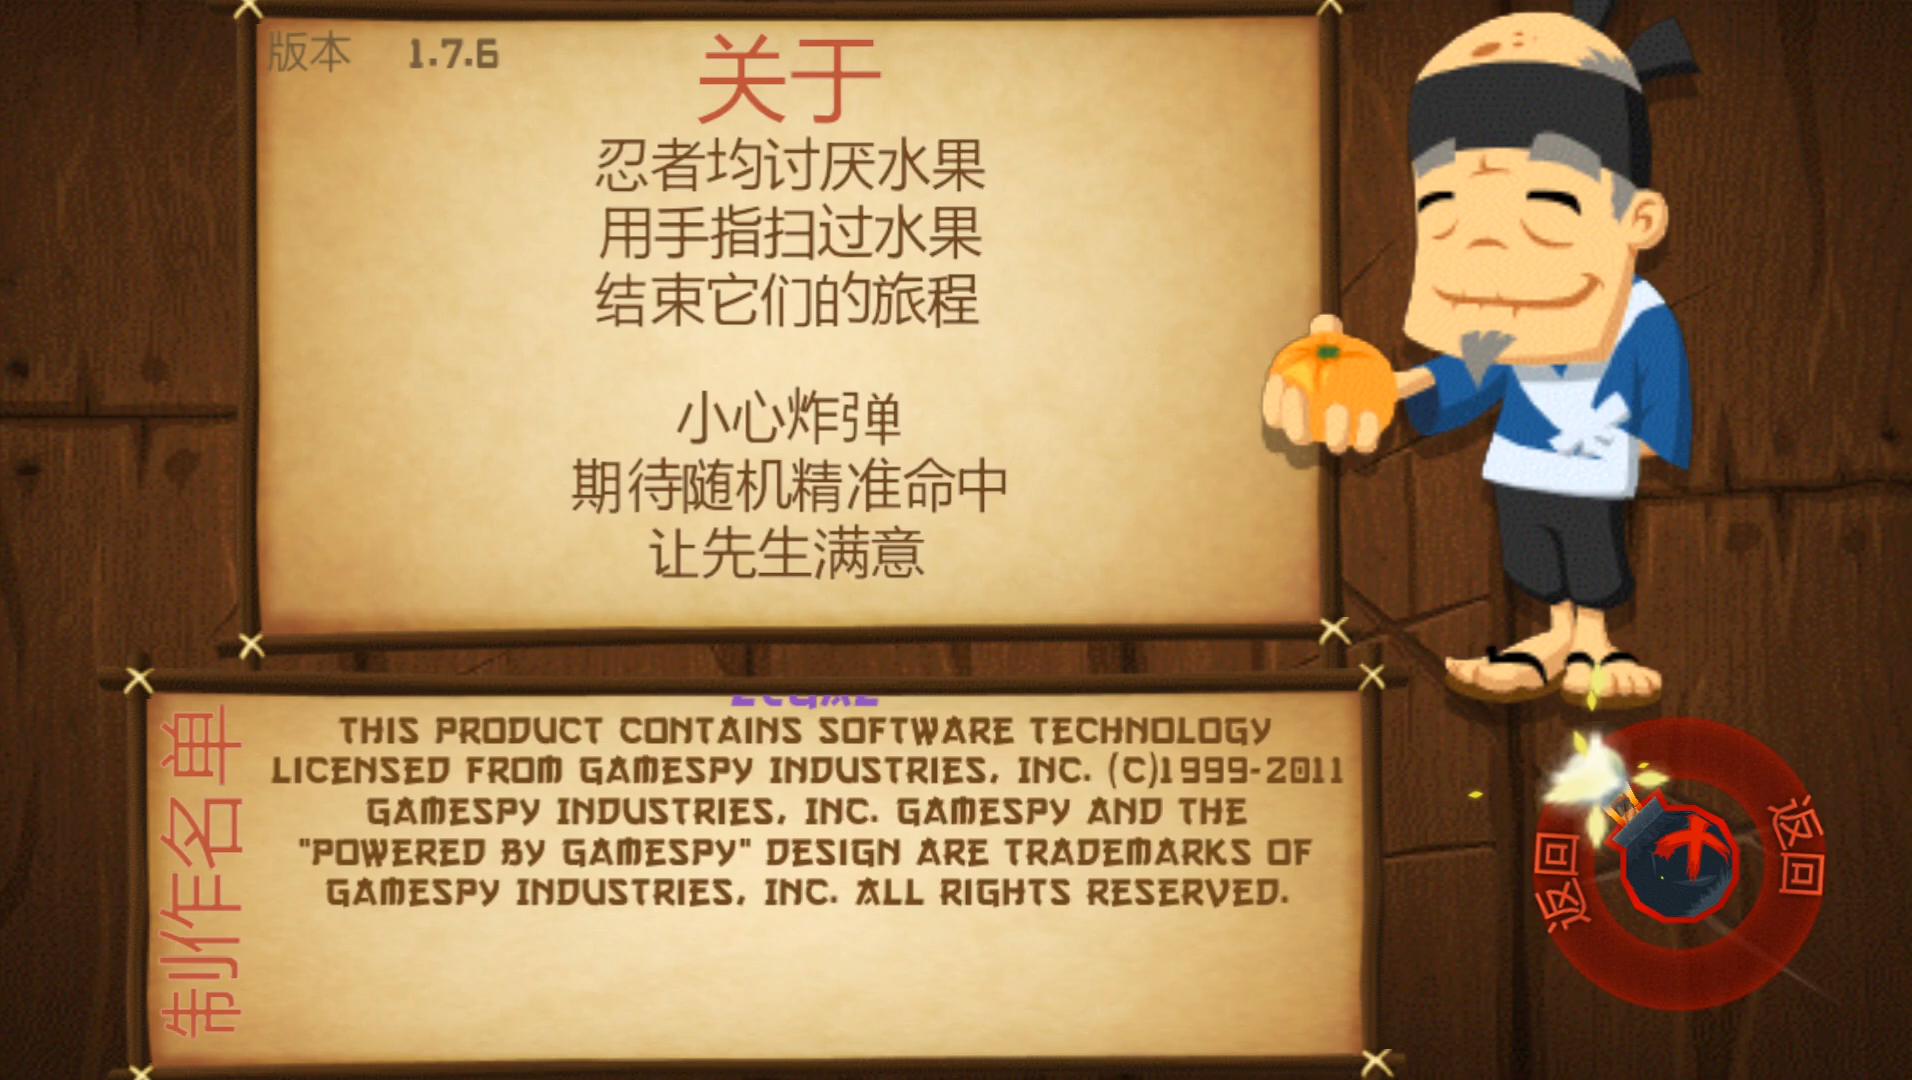 版本 1.7.6
关于
忍者均讨厌水果
用手指扫过水果
结束它们的旅程
小心炸弹
期待随机精准命中
让先生满意
制作名单
THIS PRODUCT CONTAINS SOFTWARE TECHNOLOGY
LICENSED FROM GAMESPY INDUSTRIES, INC. (C)1999-2011
GAMESPY INDUSTRIES, INC. GAMESPY AND THE
"POWERED BY GAMESPY" DESIGN ARE TRADEMARKS OF
GAMESPY INDUSTRIES, INC. ALL RIGHTS RESERVED.
返回
返回